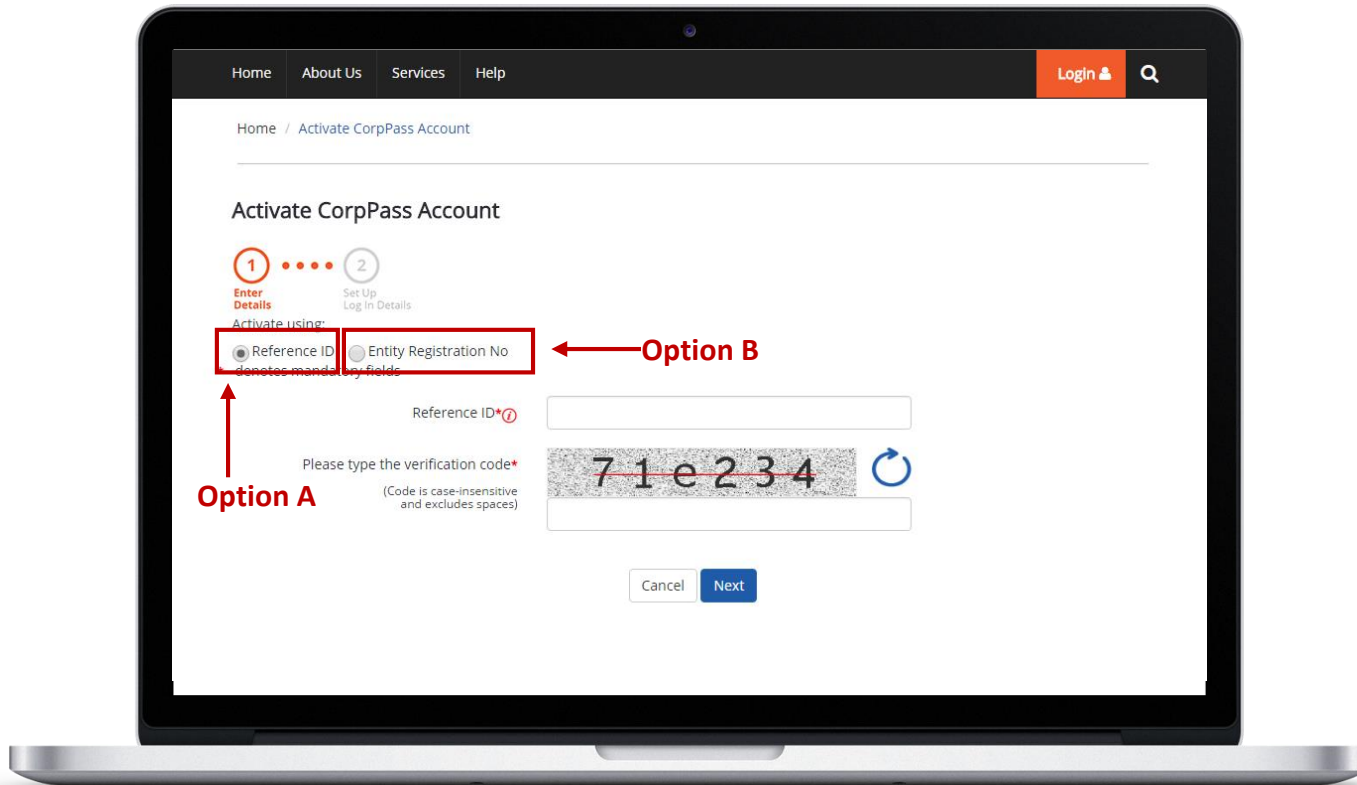 Home About Us Services Help Login
Home / Activate CorpPass Account
Activate CorpPass Account
1 2
Enter Details
Set Up Log In Details
Activate using:
Reference ID Entity Registration No
Option B
* denotes mandatory fields
Reference ID*
Please type the verification code*
71e234
(Code is case-insensitive
and excludes spaces)
Option A
Cancel Next